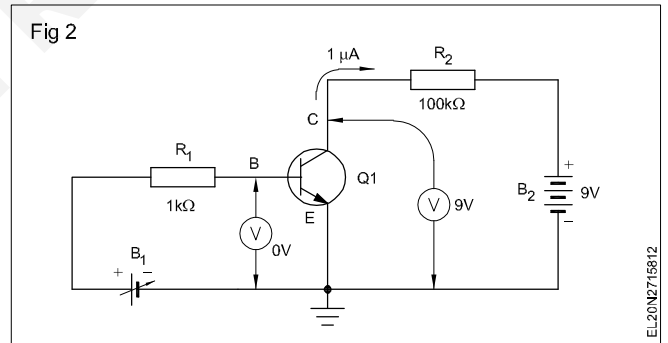 Fig 2
1 μA
R2
100kΩ
C
R1
B
1kΩ
Q1
E
V
0V
V
9V
B2
+
9V
–
B1
+
–
EL20N2715812